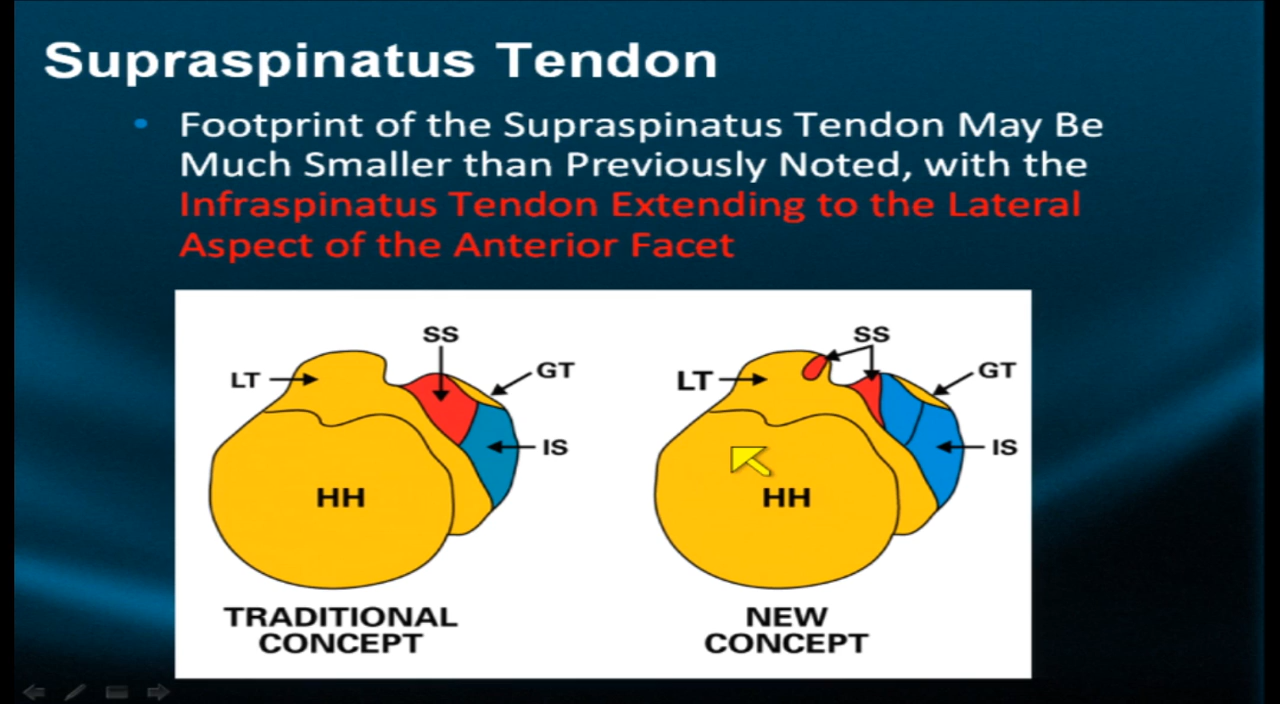 Supraspinatus Tendon
• Footprint of the Supraspinatus Tendon May Be
Much Smaller than Previously Noted, with the
Infraspinatus Tendon Extending to the Lateral
Aspect of the Anterior Facet
SS
LT
GT
IS
HH
TRADITIONAL
CONCEPT
SS
LT
GT
IS
HH
NEW
CONCEPT